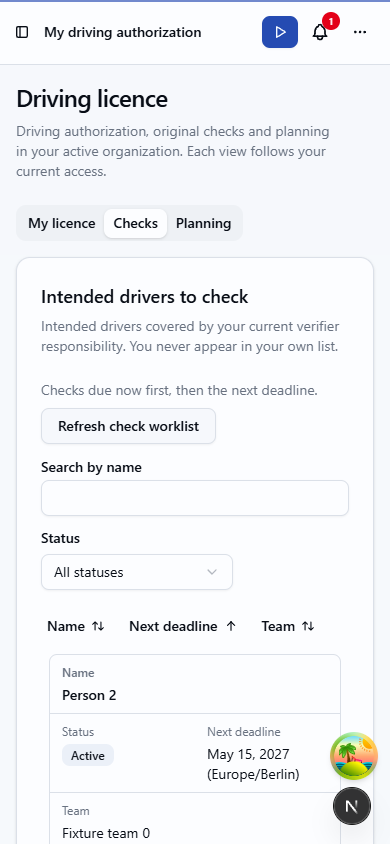 My driving authorization
1
Driving licence
Driving authorization, original checks and planning
in your active organization. Each view follows your
current access.
My licence
Checks
Planning
Intended drivers to check
Intended drivers covered by your current verifier
responsibility. You never appear in your own list.
Checks due now first, then the next deadline.
Refresh check worklist
Search by name
Status
All statuses
Name
Next deadline
Team
Name
Person 2
Status
Active
Next deadline
May 15, 2027
(Europe/Berlin)
Team
Fixture team 0
N